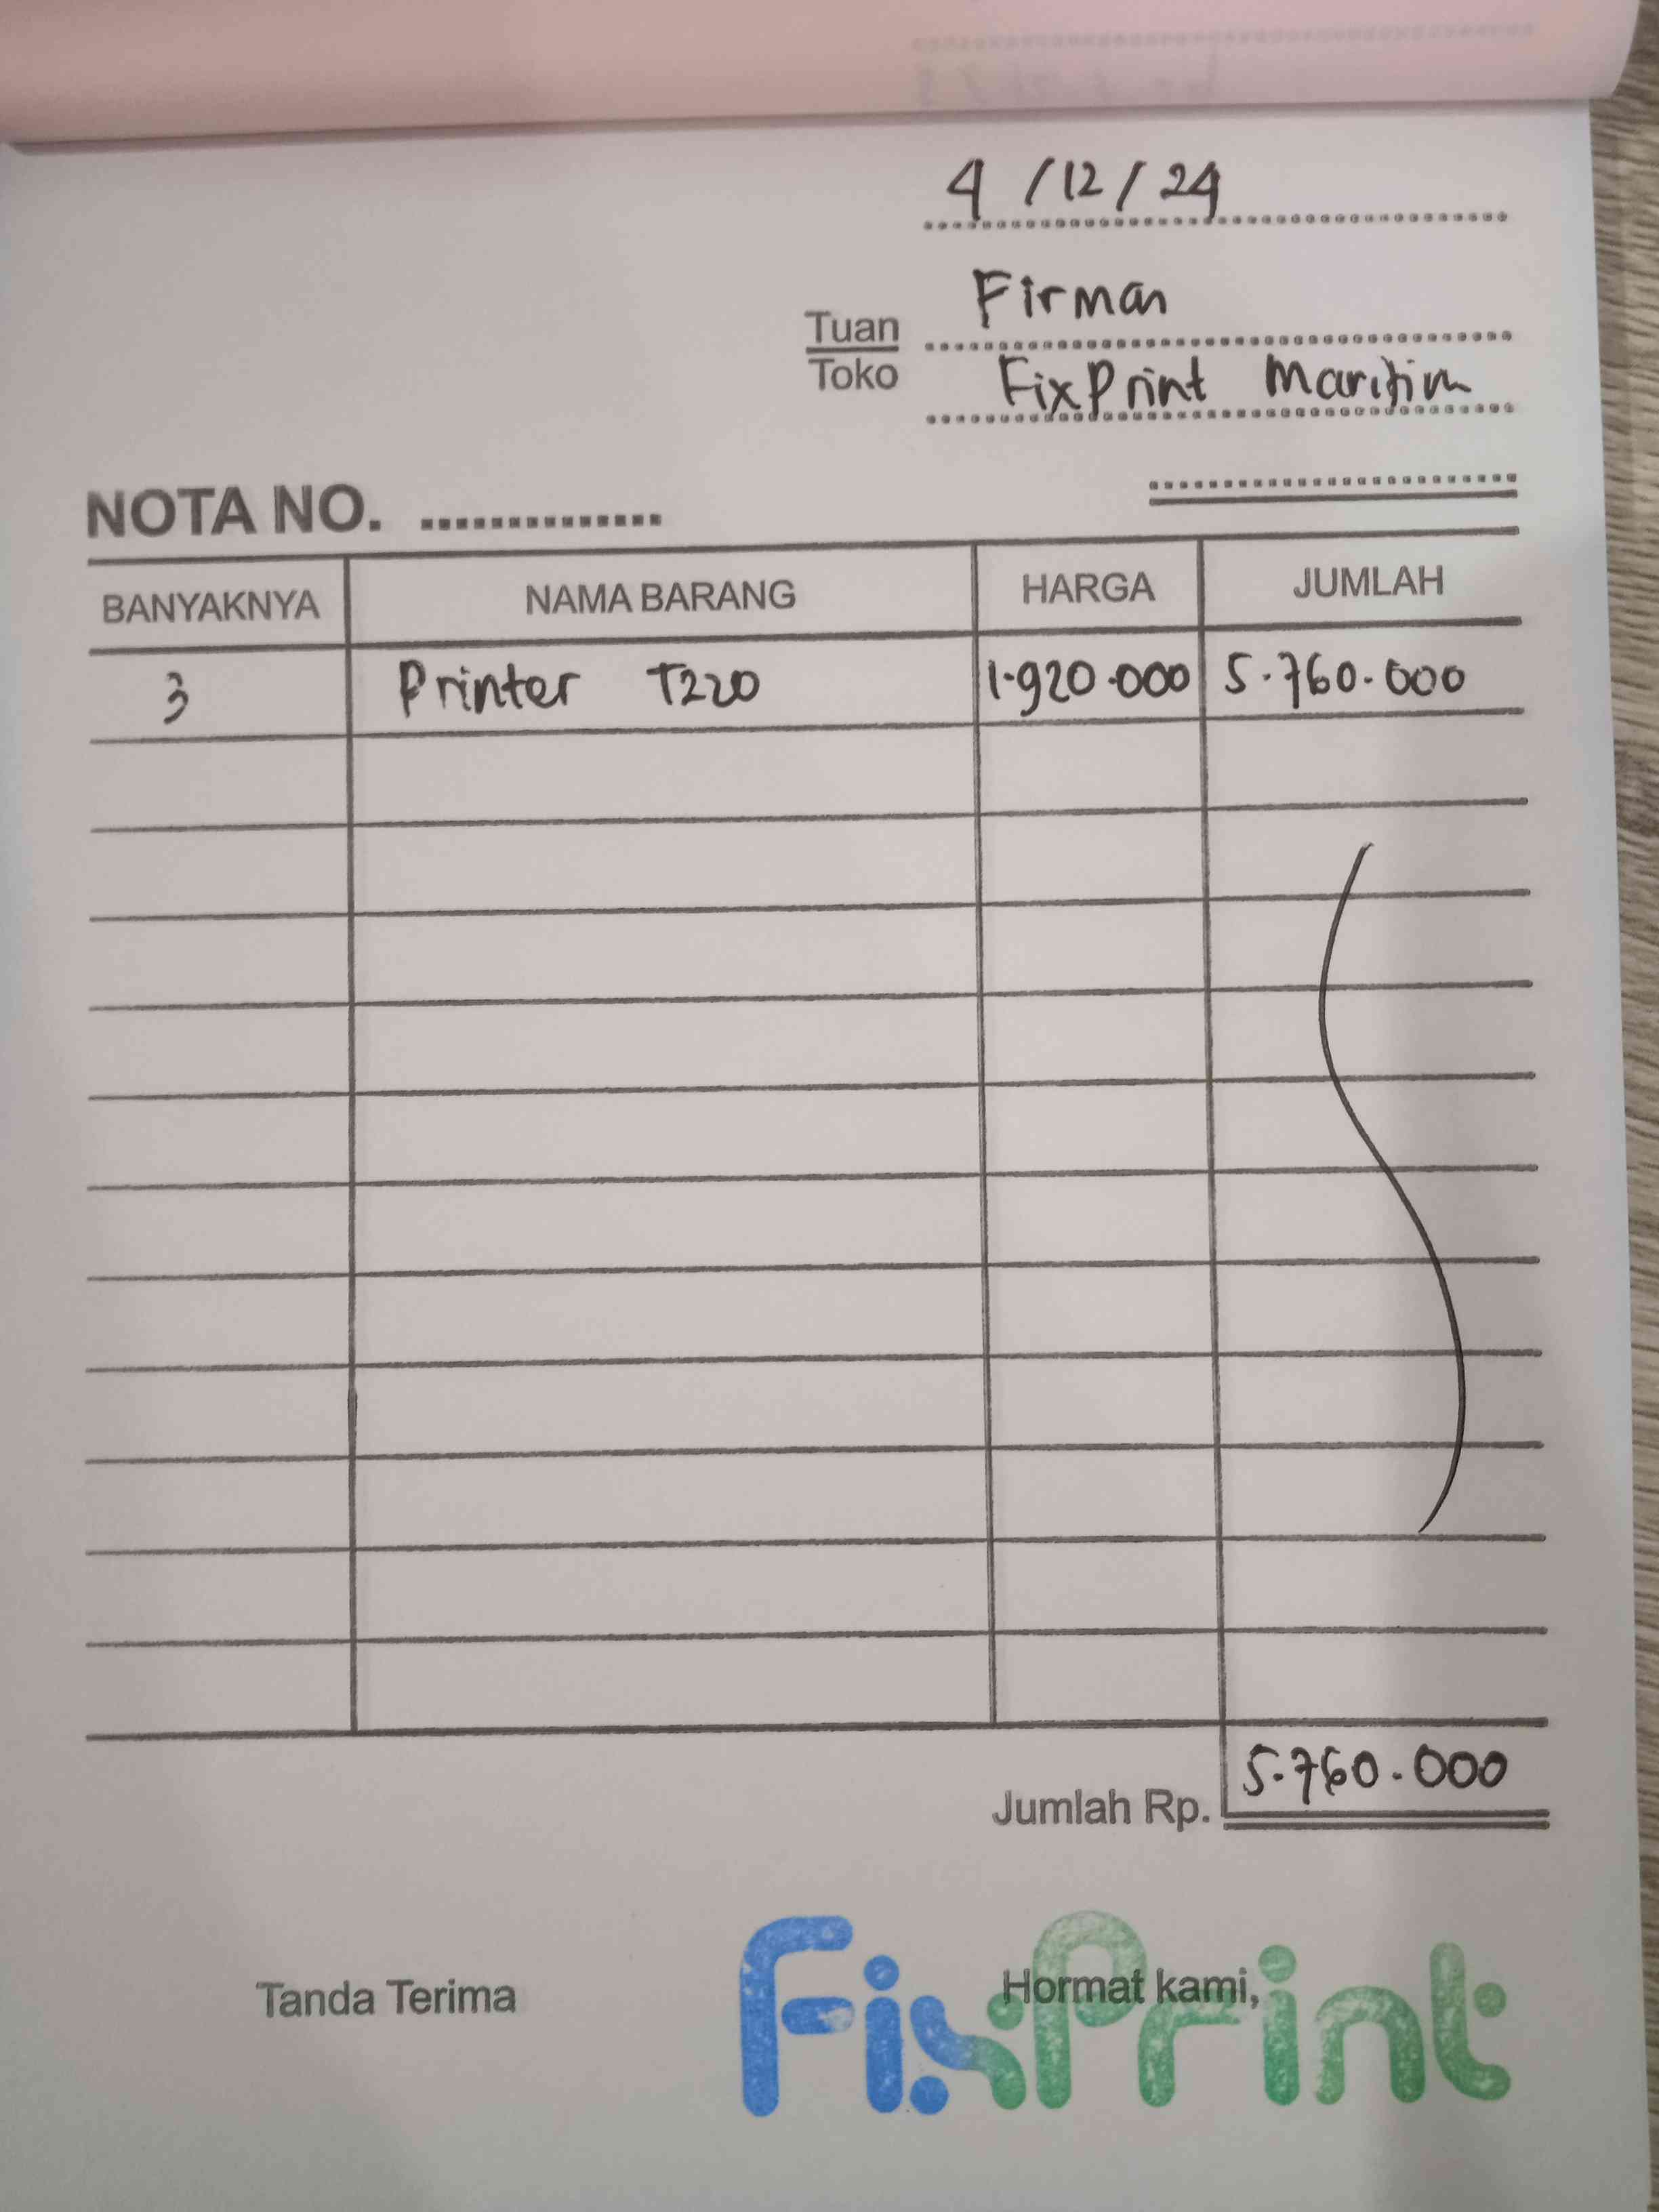 4 / 12 / 24
Tuan Firman
Toko FixPrint Maritim
NOTA NO. ..............
BANYAKNYA NAMA BARANG HARGA JUMLAH
3 Printer T220 1.920.000 5.760.000
Jumlah Rp. 5.760.000
Tanda Terima Hormat kami,
FixPrint